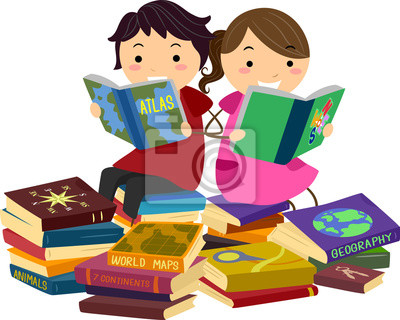 ATLAS
WORLD MAPS
7 CONTINENTS
ANIMALS
GEOGRAPHY